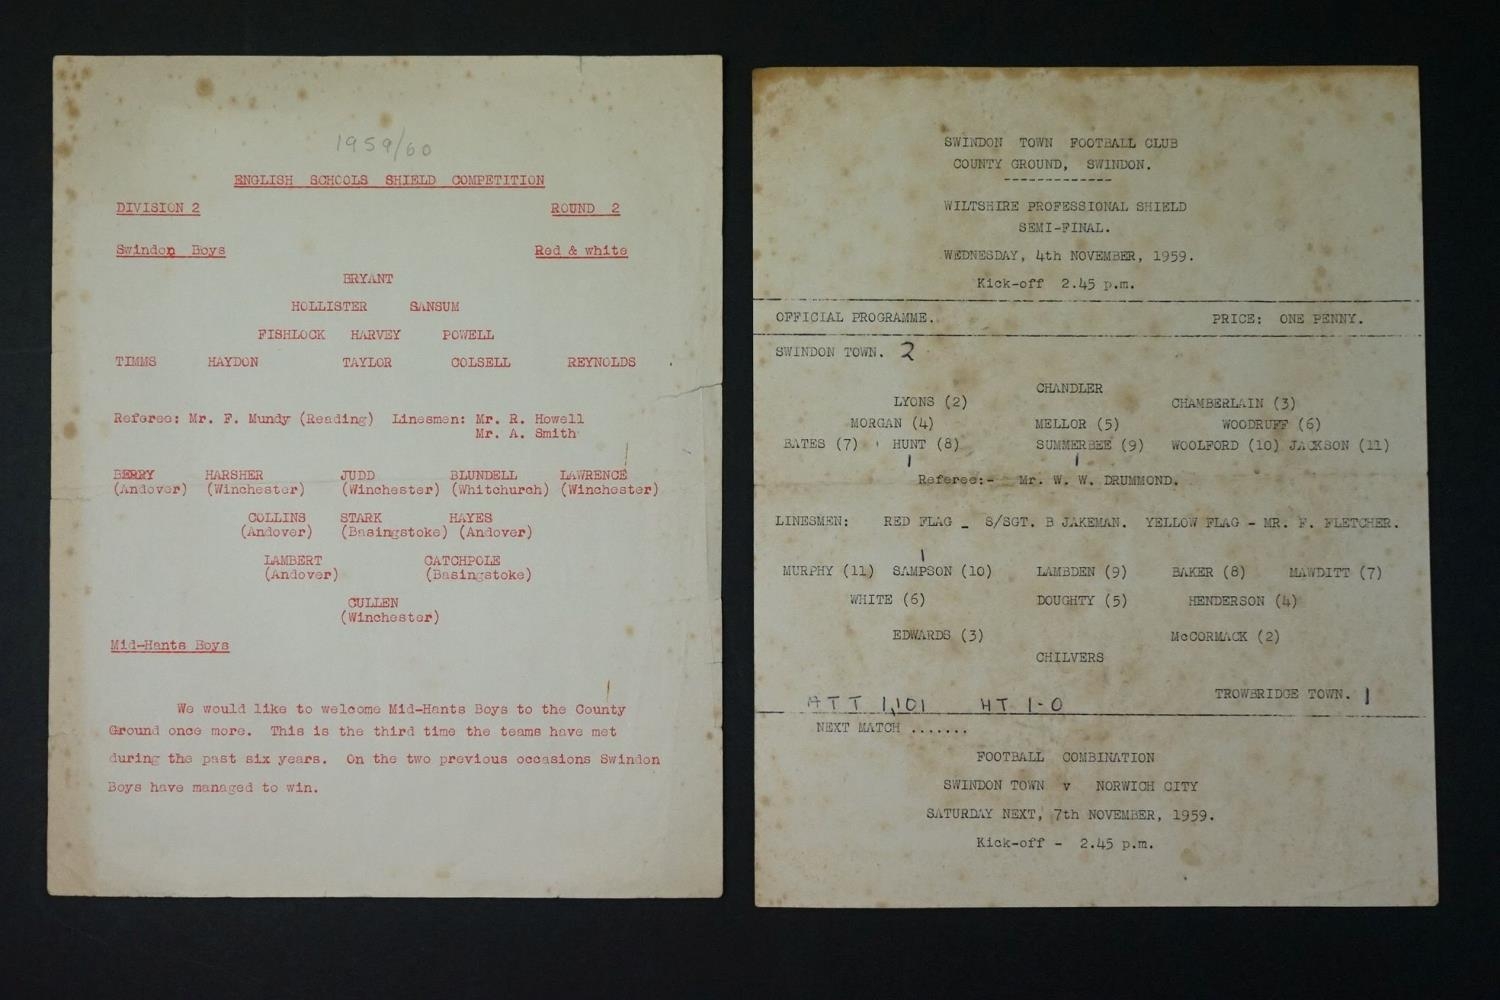 1959/60
ENGLISH SCHOOLS SHIELD COMPETITION
DIVISION 2 ROUND 2
Swindon Boys Red & white
BRYANT
HOLLISTER SANSUM
FISHLOCK HARVEY POWELL
TIMMS HAYDON TAYLOR COLSELL REYNOLDS
Referee: Mr. F. Mundy (Reading) Linesmen: Mr. R. Howell
Mr. A. Smith
BERRY HARSHER JUDD BLUNDELL LAWRENCE
(Andover) (Winchester) (Winchester) (Whitchurch) (Winchester)
COLLINS STARK HAYES
(Andover) (Basingstoke) (Andover)
LAMBERT CATCHPOLE
(Andover) (Basingstoke)
CULLEN
(Winchester)
Mid-Hants Boys
We would like to welcome Mid-Hants Boys to the County
Ground once more. This is the third time the teams have met
during the past six years. On the two previous occasions Swindon
Boys have managed to win.
SWINDON TOWN FOOTBALL CLUB
COUNTY GROUND, SWINDON.
-------------
WILTSHIRE PROFESSIONAL SHIELD
SEMI-FINAL.
WEDNESDAY, 4th NOVEMBER, 1959.
Kick-off 2.45 p.m.
OFFICIAL PROGRAMME. PRICE: ONE PENNY.
SWINDON TOWN. 2
CHANDLER
LYONS (2) CHAMBERLAIN (3)
MORGAN (4) MELLOR (5) WOODRUFF (6)
BATES (7) HUNT (8) SUMMERBEE (9) WOOLFORD (10) JACKSON (11)
1 1
Referee:- Mr. W. W. DRUMMOND.
LINESMEN: RED FLAG - S/SGT. B JAKEMAN. YELLOW FLAG - MR. F. FLETCHER.
1
MURPHY (11) SAMPSON (10) LAMBDEN (9) BAKER (8) MAWDITT (7)
WHITE (6) DOUGHTY (5) HENDERSON (4)
EDWARDS (3) McCORMACK (2)
CHILVERS
TROWBRIDGE TOWN. 1
ATT 1,101 HT 1-0
NEXT MATCH .......
FOOTBALL COMBINATION
SWINDON TOWN v NORWICH CITY
SATURDAY NEXT, 7th NOVEMBER, 1959.
Kick-off - 2.45 p.m.